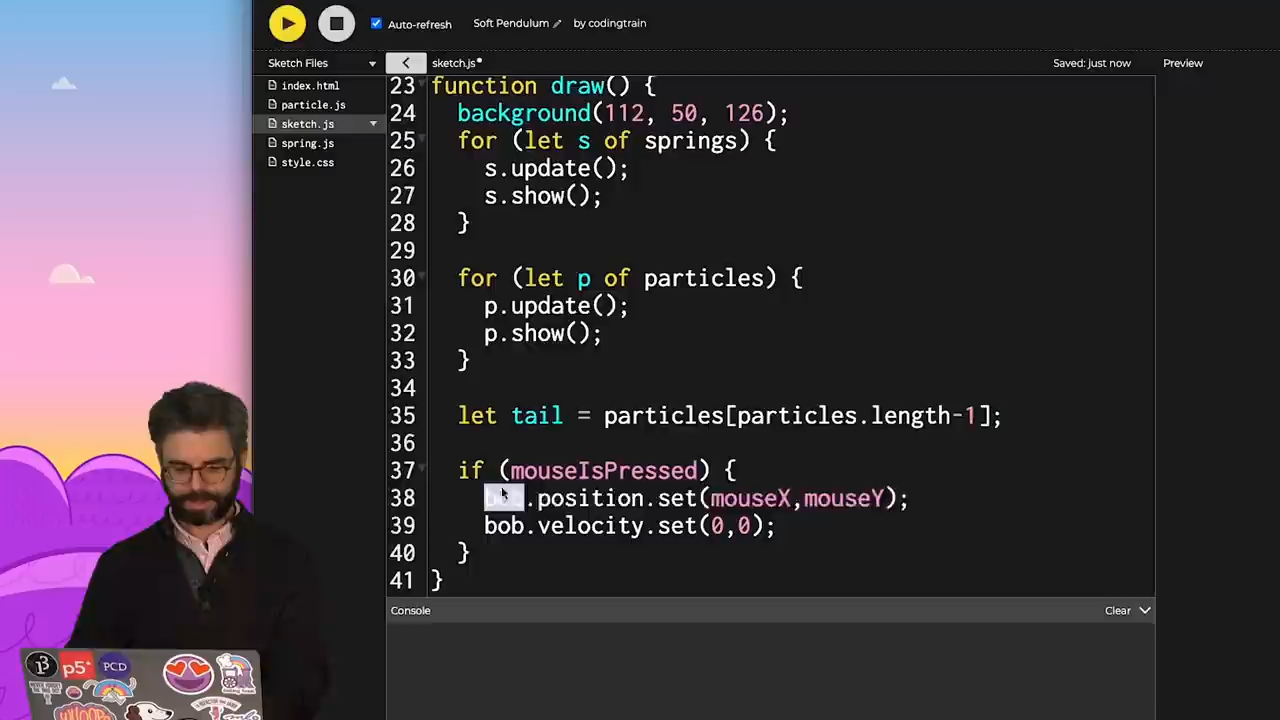 Auto-refresh
Soft Pendulum
by codingtrain
Sketch Files
sketch.js
Saved: just now
Preview
index.html
particle.js
sketch.js
spring.js
style.css
23 function draw() {
24 background(112, 50, 126);
25 for (let s of springs) {
26 s.update();
27 s.show();
28 }
29
30 for (let p of particles) {
31 p.update();
32 p.show();
33 }
34
35 let tail = particles[particles.length-1];
36
37 if (mouseIsPressed) {
38 bob.position.set(mouseX,mouseY);
39 bob.velocity.set(0,0);
40 }
41 }
Console
Clear
p5*
PCD
WHOOPS